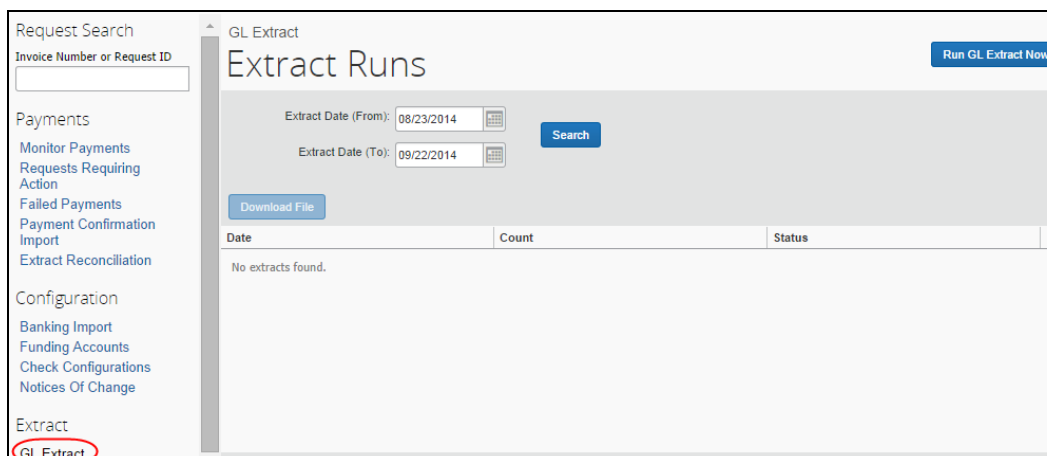 Request Search
Invoice Number or Request ID
Payments
Monitor Payments
Requests Requiring
Action
Failed Payments
Payment Confirmation
Import
Extract Reconciliation
Configuration
Banking Import
Funding Accounts
Check Configurations
Notices Of Change
Extract
GL Extract
GL Extract
Extract Runs
Run GL Extract Now
Extract Date (From): 08/23/2014
Search
Extract Date (To): 09/22/2014
Download File
Date Count Status
No extracts found.